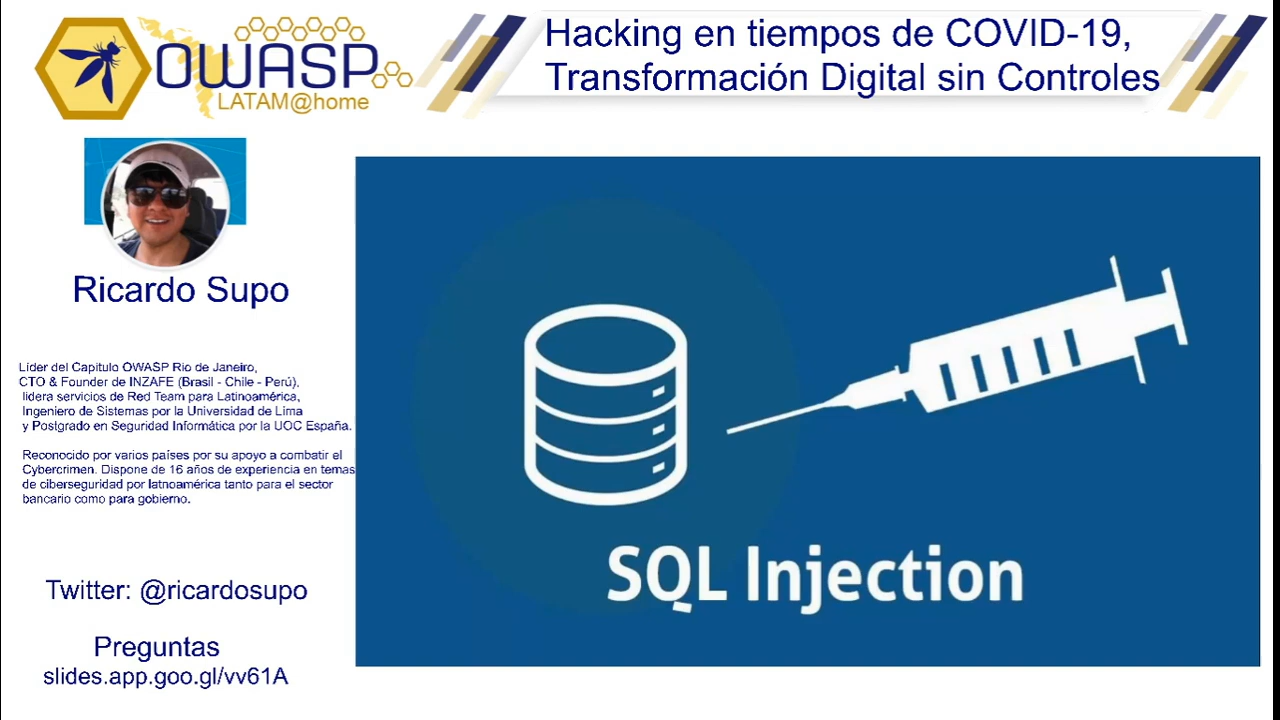 OWASP
LATAM@home
Hacking en tiempos de COVID-19,
Transformación Digital sin Controles
Ricardo Supo
Líder del Capítulo OWASP Rio de Janeiro,
CTO & Founder de INZAFE (Brasil - Chile - Perú),
lidera servicios de Red Team para Latinoamérica,
Ingeniero de Sistemas por la Universidad de Lima
y Postgrado en Seguridad Informática por la UOC España.
Reconocido por varios países por su apoyo a combatir el
Cybercrimen. Dispone de 16 años de experiencia en temas
de ciberseguridad por latnoamérica tanto para el sector
bancario como para gobierno.
Twitter: @ricardosupo
Preguntas
slides.app.goo.gl/vv61A
SQL Injection